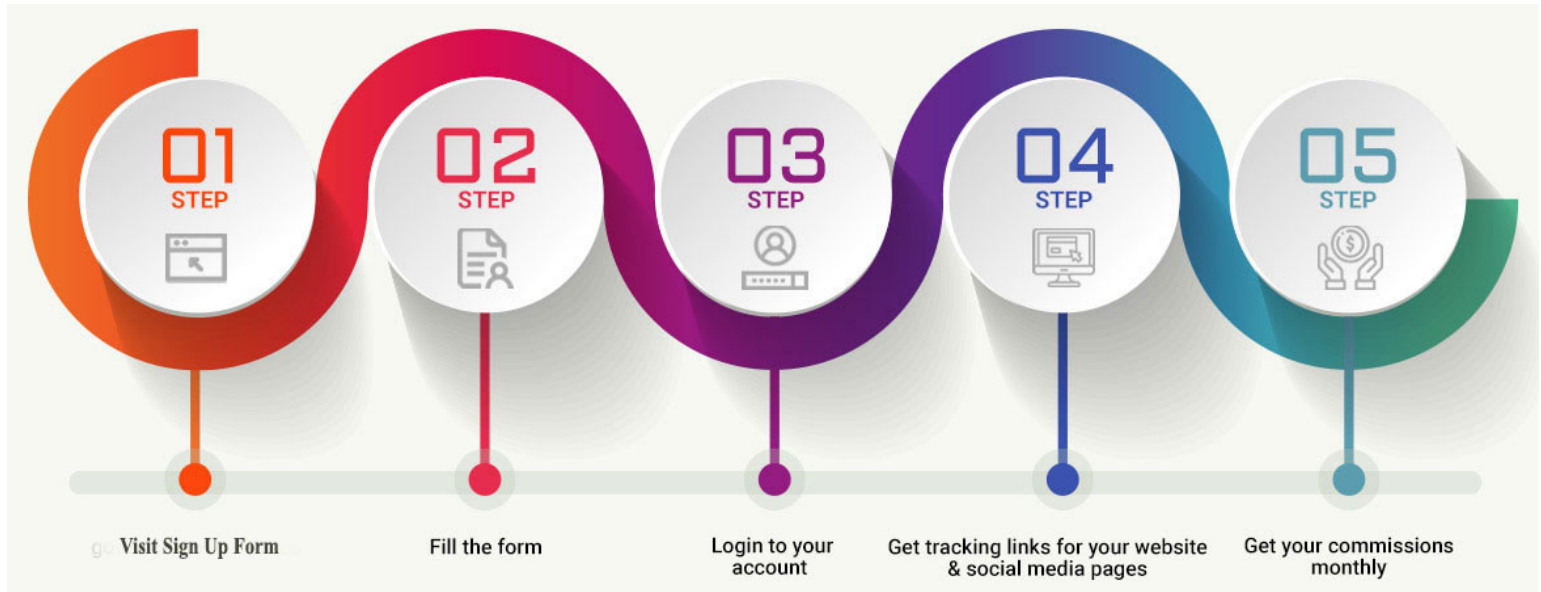 01
STEP
02
STEP
03
STEP
04
STEP
05
STEP
Visit Sign Up Form
Fill the form
Login to your
account
Get tracking links for your website
& social media pages
Get your commissions
monthly